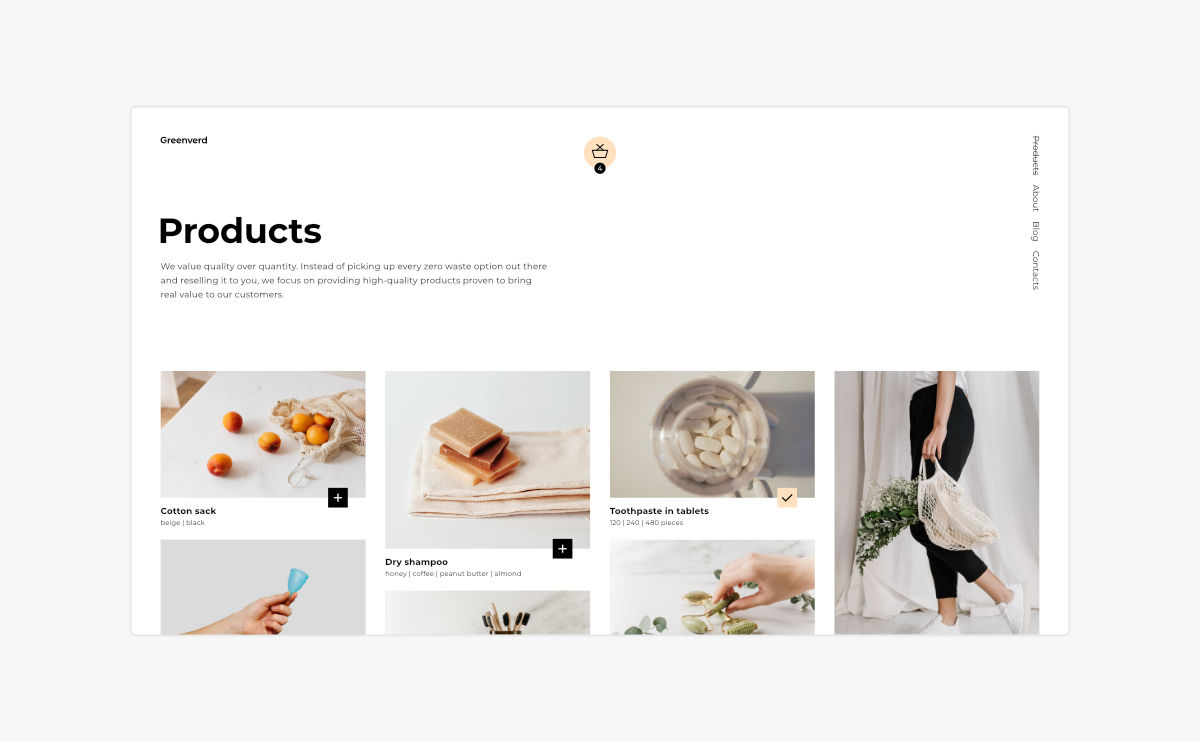 Greenverd
4
Products
About
Blog
Contacts
Products
We value quality over quantity. Instead of picking up every zero waste option out there
and reselling it to you, we focus on providing high-quality products proven to bring
real value to our customers.
Cotton sack
beige | black
Dry shampoo
honey | coffee | peanut butter | almond
Toothpaste in tablets
120 | 240 | 480 pieces